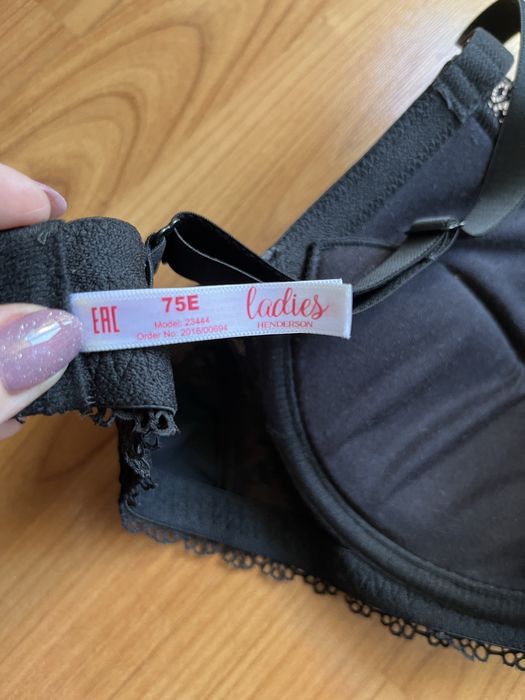 EAC
75E
Model: 23444
Order No: 2018/00694
ladies
HENDERSON